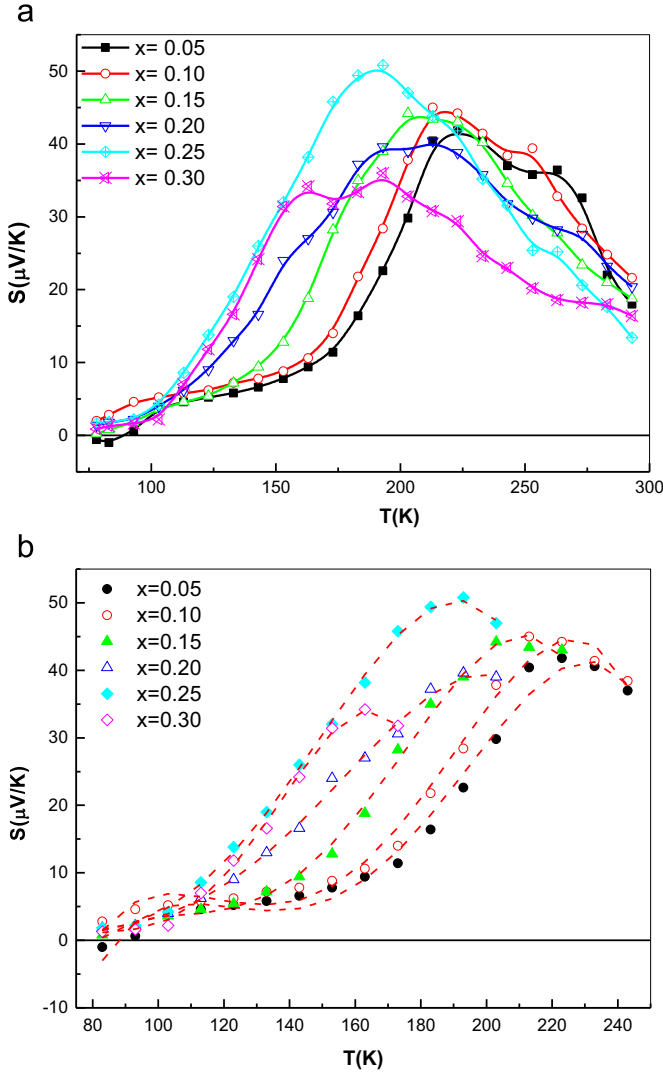 a
x= 0.05
x= 0.10
x= 0.15
x= 0.20
x= 0.25
x= 0.30
50
40
30
20
10
0
S(μV/K)
100 150 200 250 300
T(K)
b
x=0.05
x=0.10
x=0.15
x=0.20
x=0.25
x=0.30
50
40
30
20
10
0
-10
S(μV/K)
80 100 120 140 160 180 200 220 240
T(K)